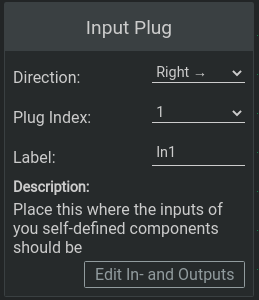 Input Plug
Direction: Right →
Plug Index: 1
Label: In1
Description:
Place this where the inputs of
you self-defined components
should be
Edit In- and Outputs